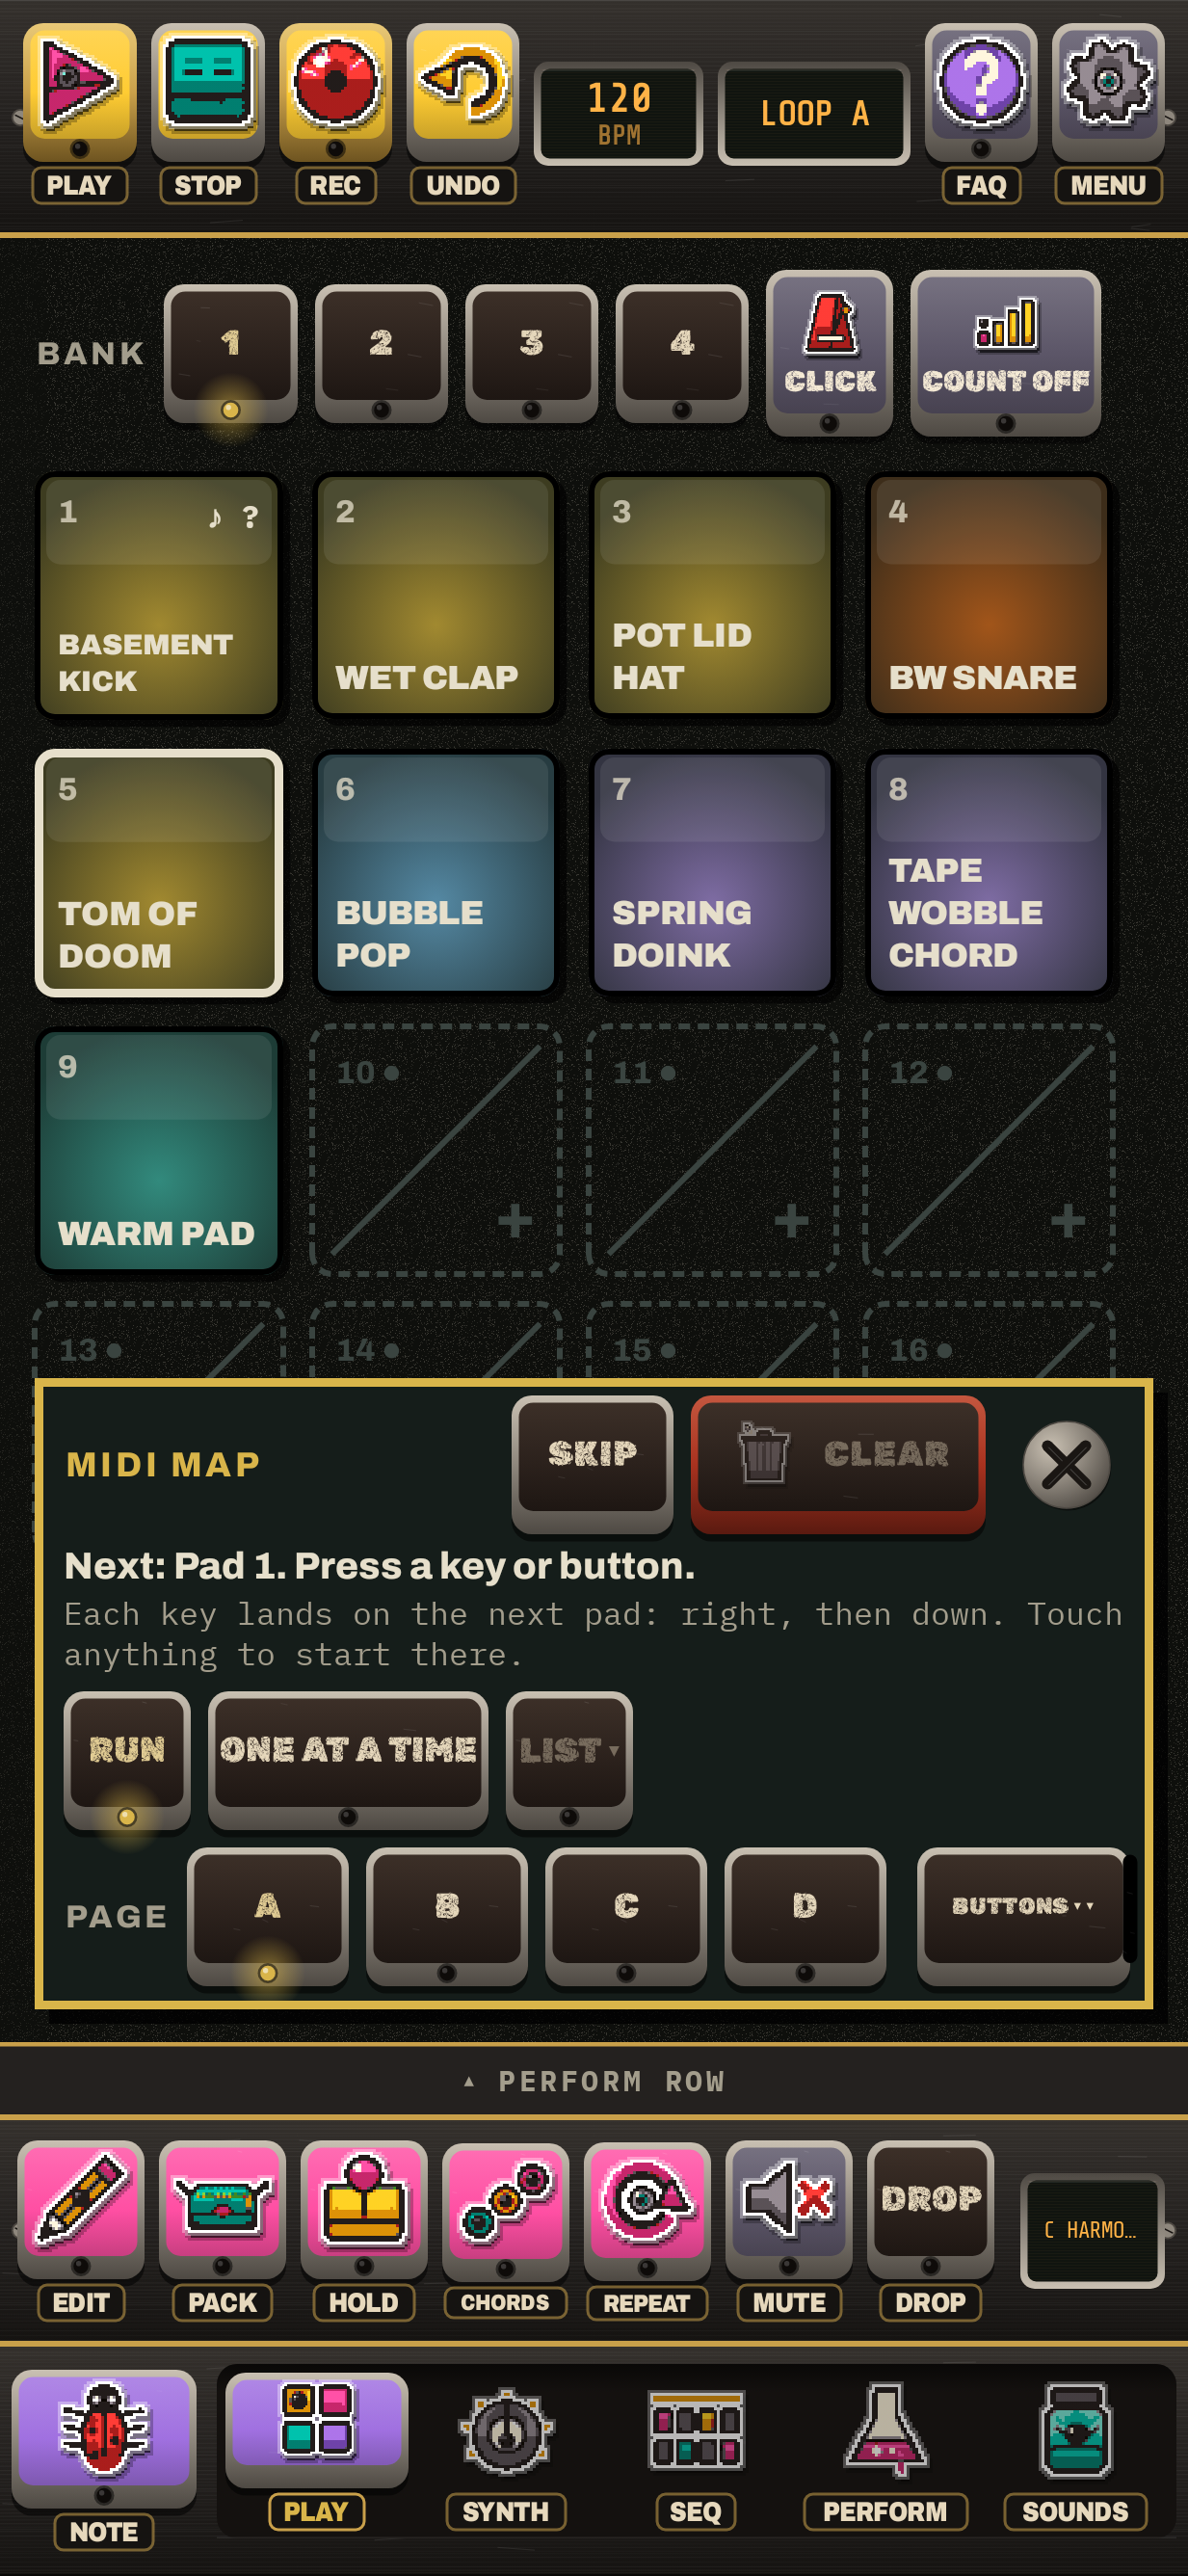 120
BPM
LOOP A
PLAY
STOP
REC
UNDO
FAQ
MENU
BANK
1
2
3
4
CLICK
COUNT OFF
1
♪ ?
BASEMENT
KICK
2
WET CLAP
3
POT LID
HAT
4
BW SNARE
5
TOM OF
DOOM
6
BUBBLE
POP
7
SPRING
DOINK
8
TAPE
WOBBLE
CHORD
9
WARM PAD
10
+
11
+
12
+
13
14
15
16
MIDI MAP
SKIP
CLEAR
Next: Pad 1. Press a key or button.
Each key lands on the next pad: right, then down. Touch
anything to start there.
RUN
ONE AT A TIME
LIST ▾
PAGE
A
B
C
D
BUTTONS ▾ ▾
▴ PERFORM ROW
DROP
C HARMO…
EDIT
PACK
HOLD
CHORDS
REPEAT
MUTE
DROP
NOTE
PLAY
SYNTH
SEQ
PERFORM
SOUNDS